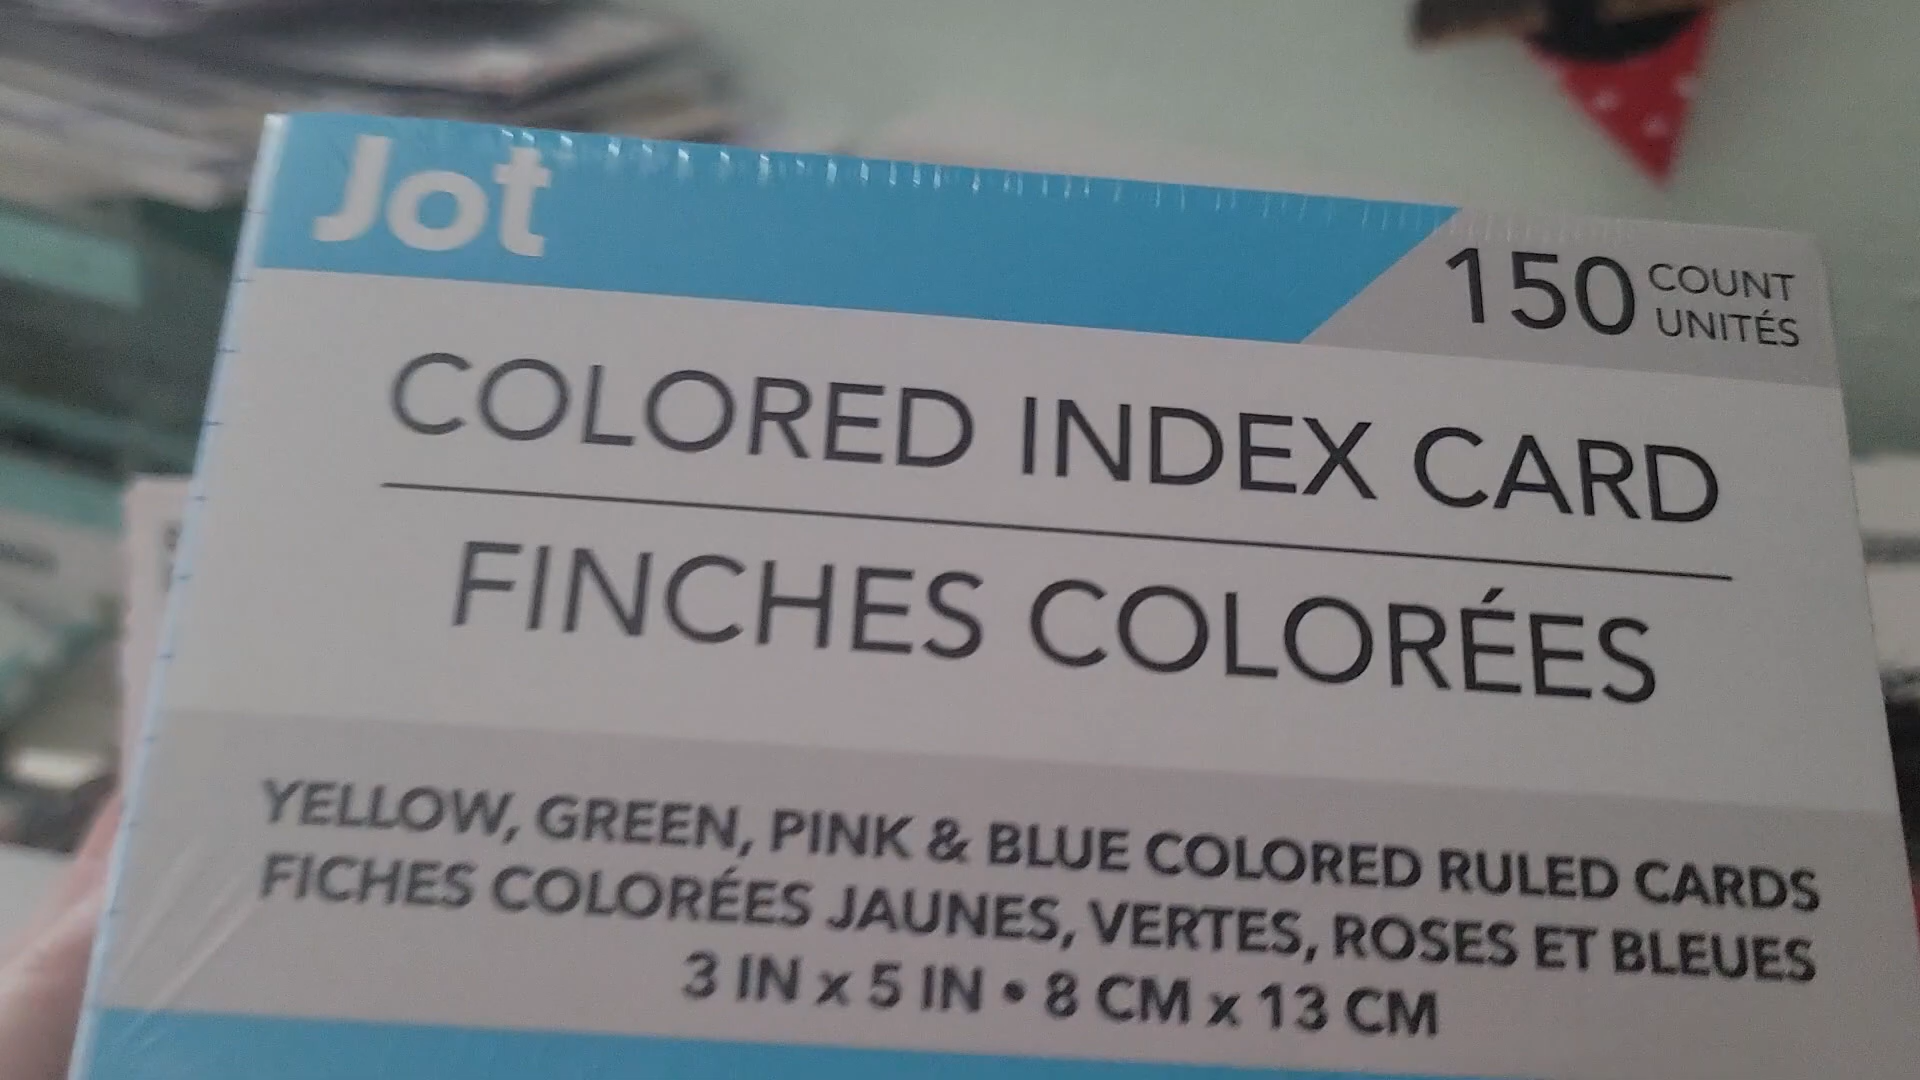 Jot
150 COUNT
UNITÉS
COLORED INDEX CARD
FINCHES COLORÉES
YELLOW, GREEN, PINK & BLUE COLORED RULED CARDS
FICHES COLORÉES JAUNES, VERTES, ROSES ET BLEUES
3 IN x 5 IN • 8 CM x 13 CM